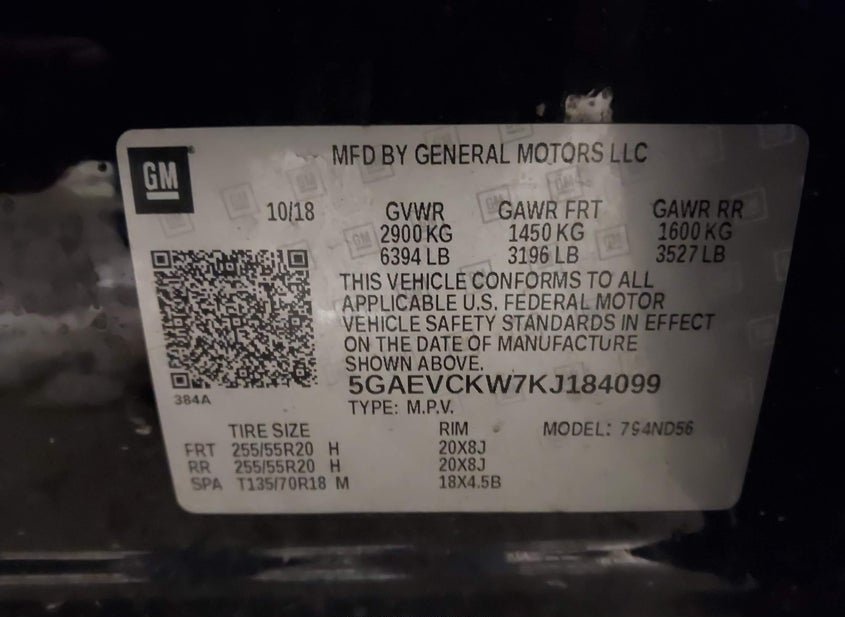 GM
MFD BY GENERAL MOTORS LLC
10/18 GVWR GAWR FRT GAWR RR
2900 KG 1450 KG 1600 KG
6394 LB 3196 LB 3527 LB
THIS VEHICLE CONFORMS TO ALL
APPLICABLE U.S. FEDERAL MOTOR
VEHICLE SAFETY STANDARDS IN EFFECT
ON THE DATE OF MANUFACTURE
SHOWN ABOVE.
5GAEVCKW7KJ184099
384A
TYPE: M.P.V.
TIRE SIZE RIM MODEL: 794ND56
FRT 255/55R20 H 20X8J
RR 255/55R20 H 20X8J
SPA T135/70R18 M 18X4.5B